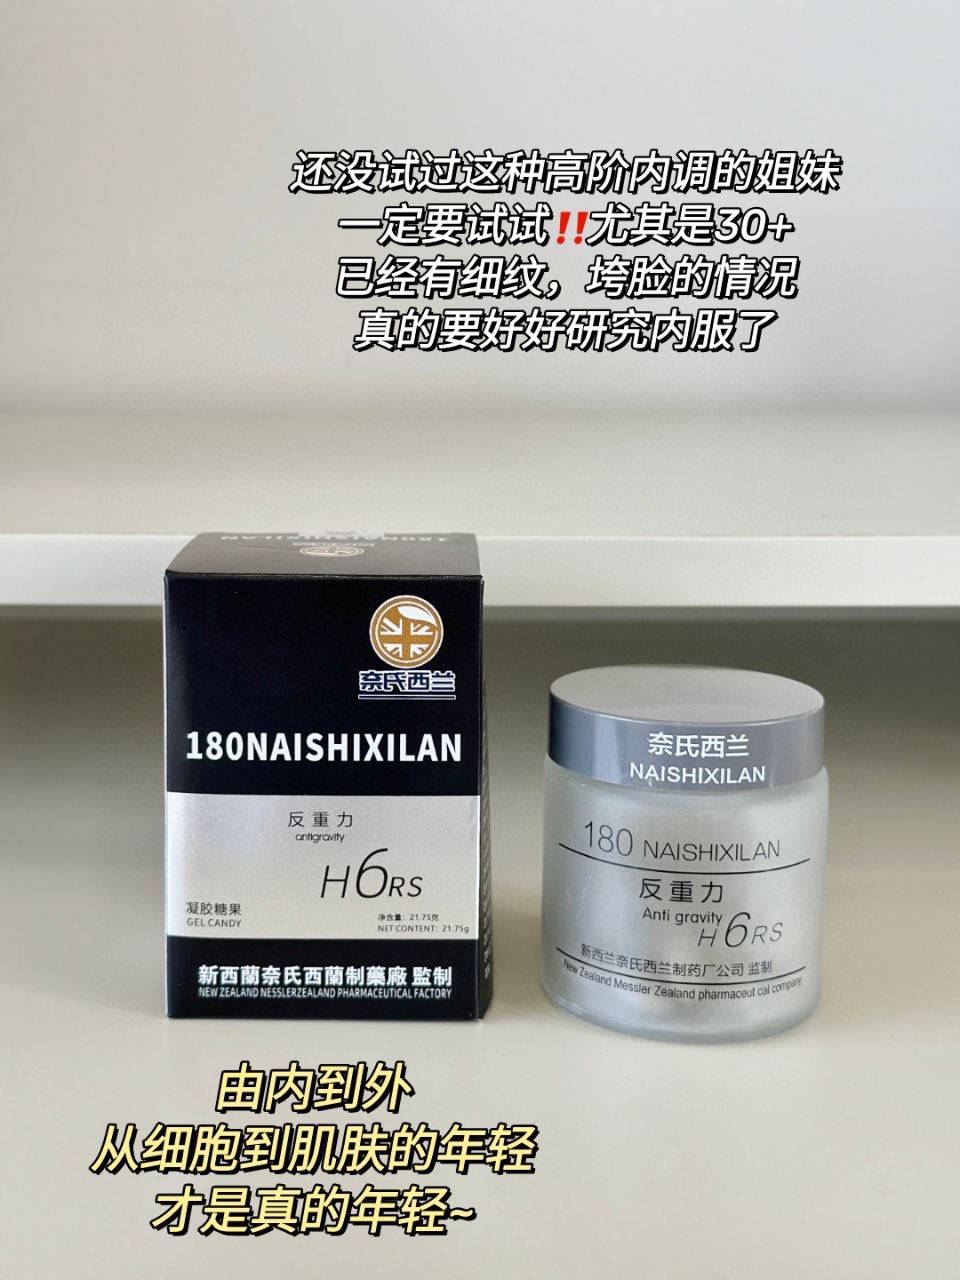 还没试过这种高阶内调的姐妹
一定要试试‼️尤其是30+
已经有细纹，垮脸的情况
真的要好好研究内服了
180NAISHIXILAN
奈氏西兰
180NAISHIXILAN
反重力
antigravity
H6RS
凝胶糖果
GEL CANDY
净含量：21.75克
NET CONTENT：21.75g
新西蘭奈氏西蘭制藥廠 监制
NEW ZEALAND NESSLERZEALAND PHARMACEUTICAL FACTORY
奈氏西兰
NAISHIXILAN
180 NAISHIXILAN
反重力
Anti gravity
H6RS
新西兰奈氏西兰制药厂公司 监制
New Zealand Messler Zealand pharmaceut cal company
由内到外
从细胞到肌肤的年轻
才是真的年轻~